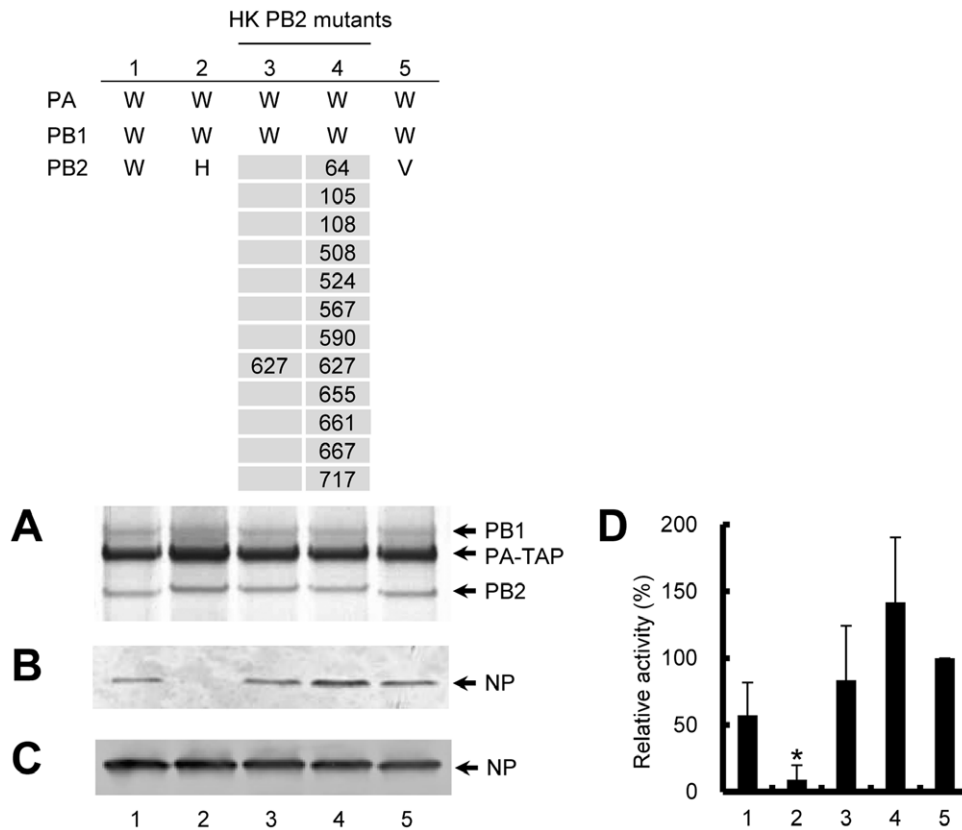 HK PB2 mutants
1 2 3 4 5
PA W W W W W
PB1 W W W W W
PB2 W H 64 V
105
108
508
524
567
590
627 627
655
661
667
717
A
PB1
PA-TAP
PB2
B
NP
C
NP
1 2 3 4 5
D
Relative activity (%)
200
150
100
50
0
*
1 2 3 4 5